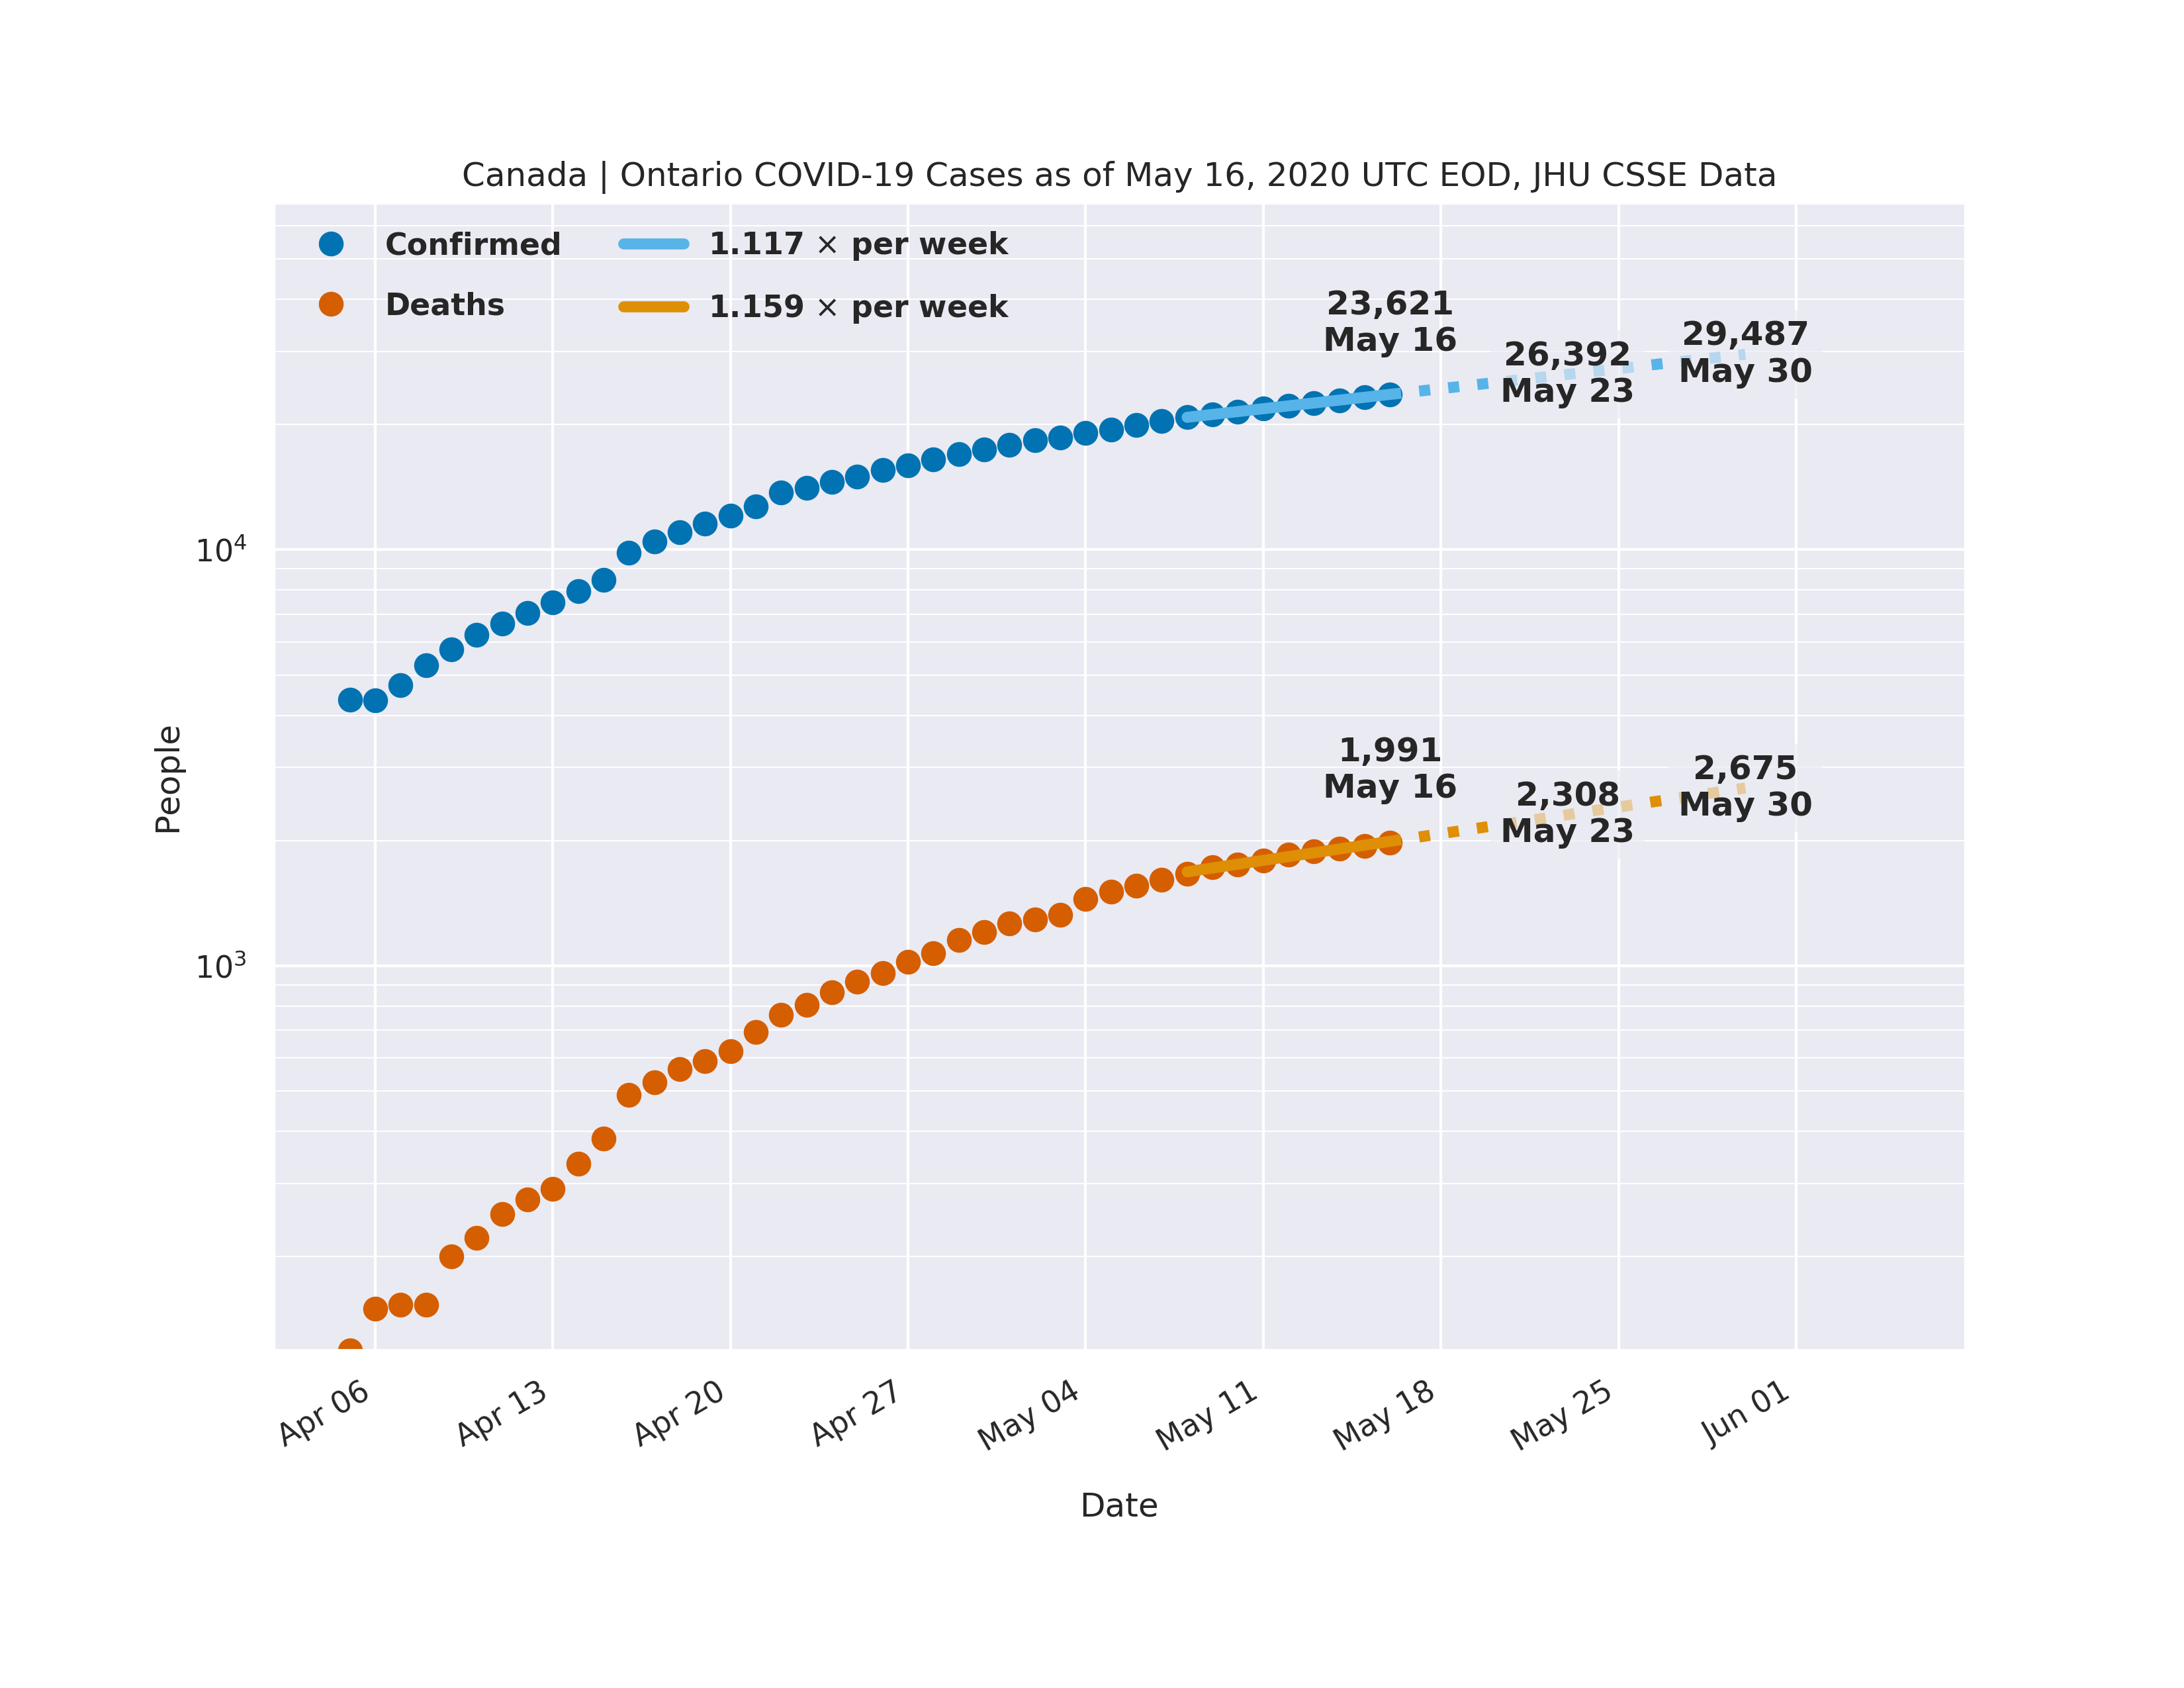 Canada | Ontario COVID-19 Cases as of May 16, 2020 UTC EOD, JHU CSSE Data
Confirmed
Deaths
1.117 × per week
1.159 × per week
23,621
May 16
26,392
May 23
29,487
May 30
1,991
May 16
2,308
May 23
2,675
May 30
10⁴
10³
People
Apr 06
Apr 13
Apr 20
Apr 27
May 04
May 11
May 18
May 25
Jun 01
Date